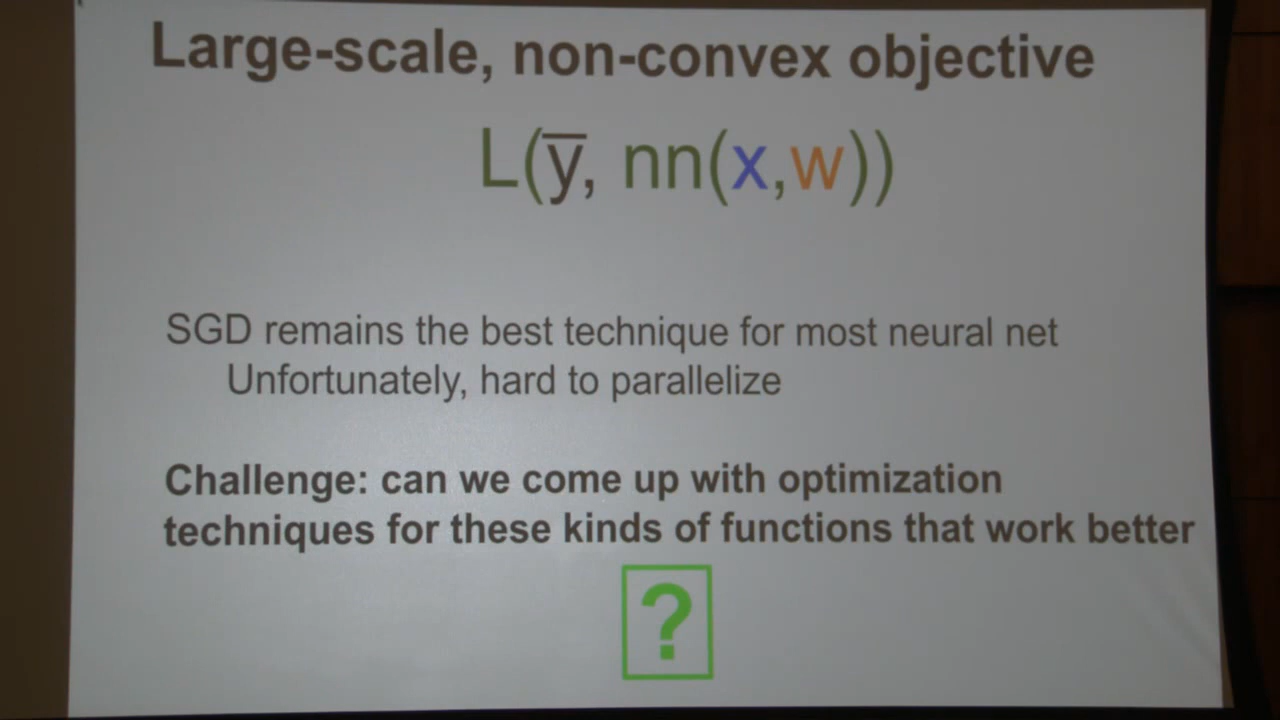 Large-scale, non-convex objective
L(y̅, nn(x,w))
SGD remains the best technique for most neural net
Unfortunately, hard to parallelize
Challenge: can we come up with optimization
techniques for these kinds of functions that work better
?